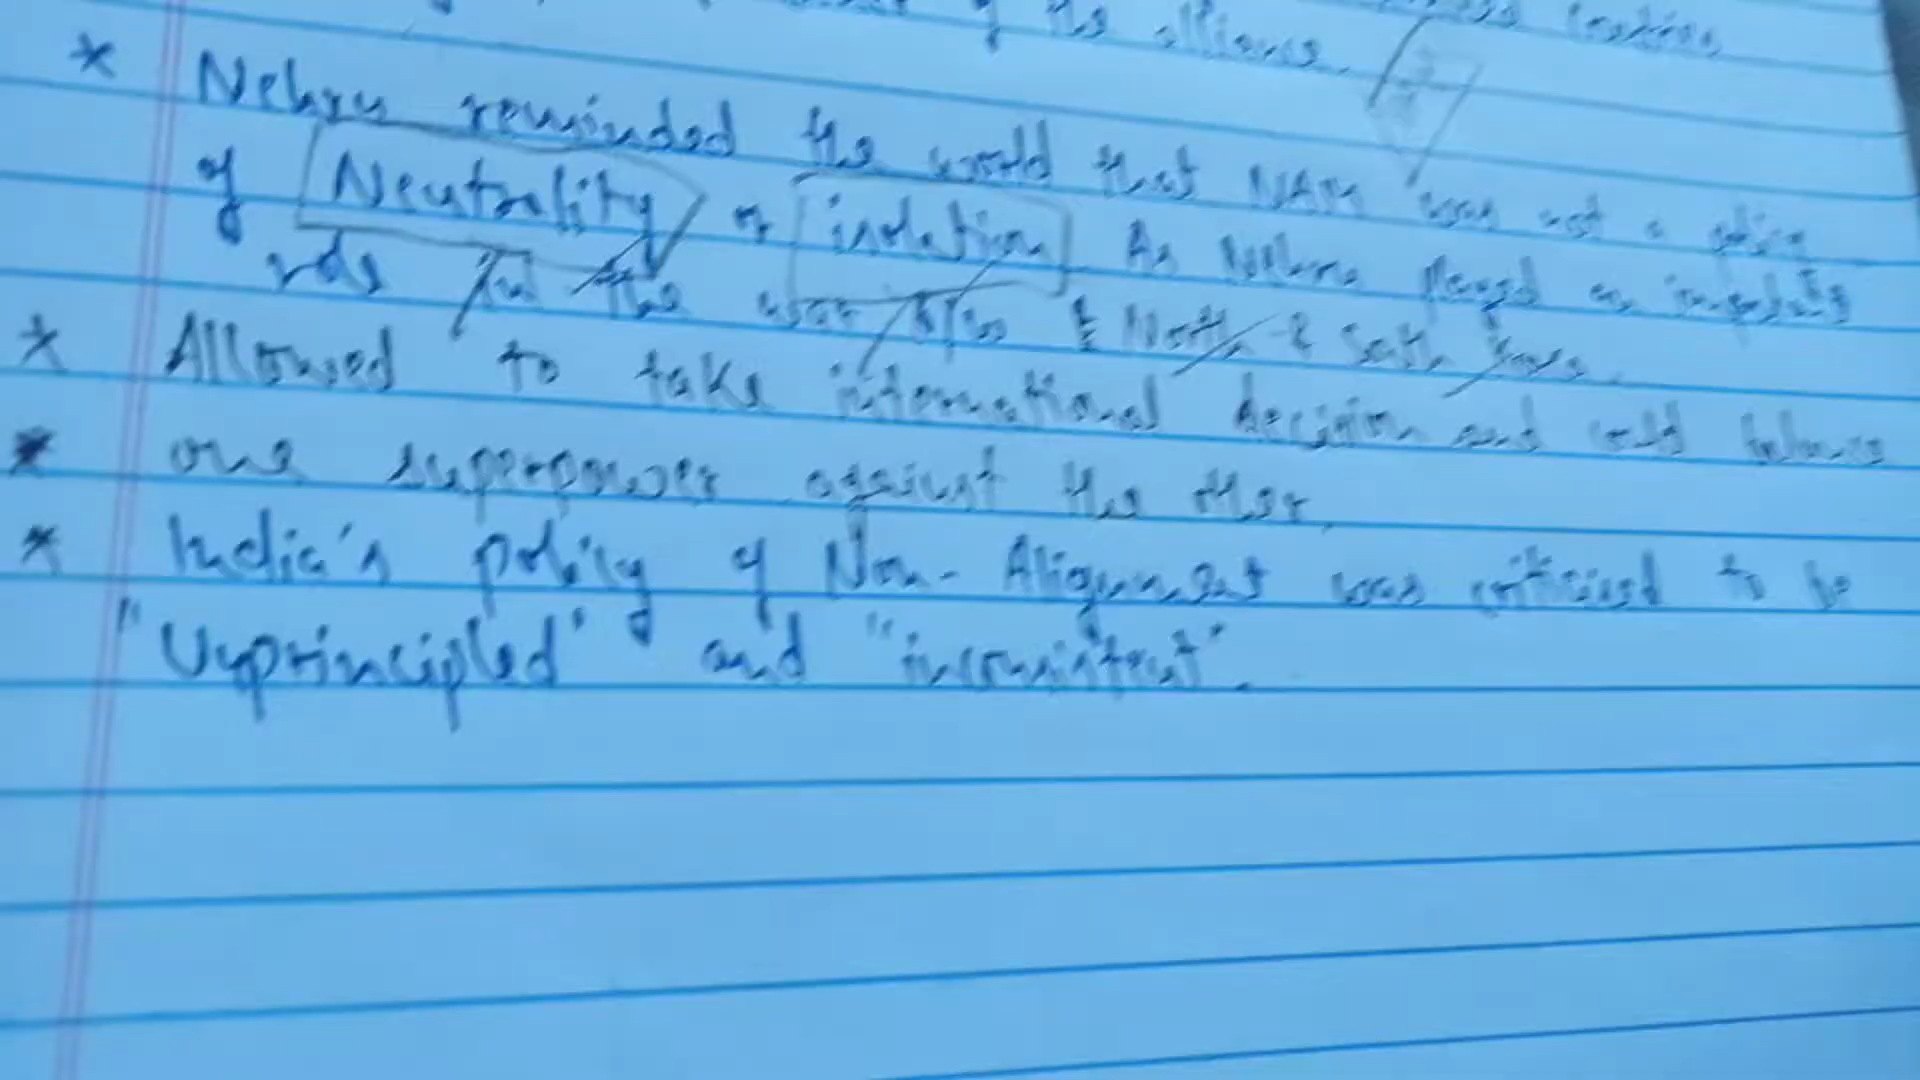 of the alliance.
* Nehru reminded the world that NAM was not a policy
of Neutrality or isolation As Nehru played an important
role in the war b/w North & South Korea.
* Allowed to take international decision and could balance
* one superpower against the other.
* India's policy of Non-Alignment was criticised to be
"Unprincipled" and "inconsistent".